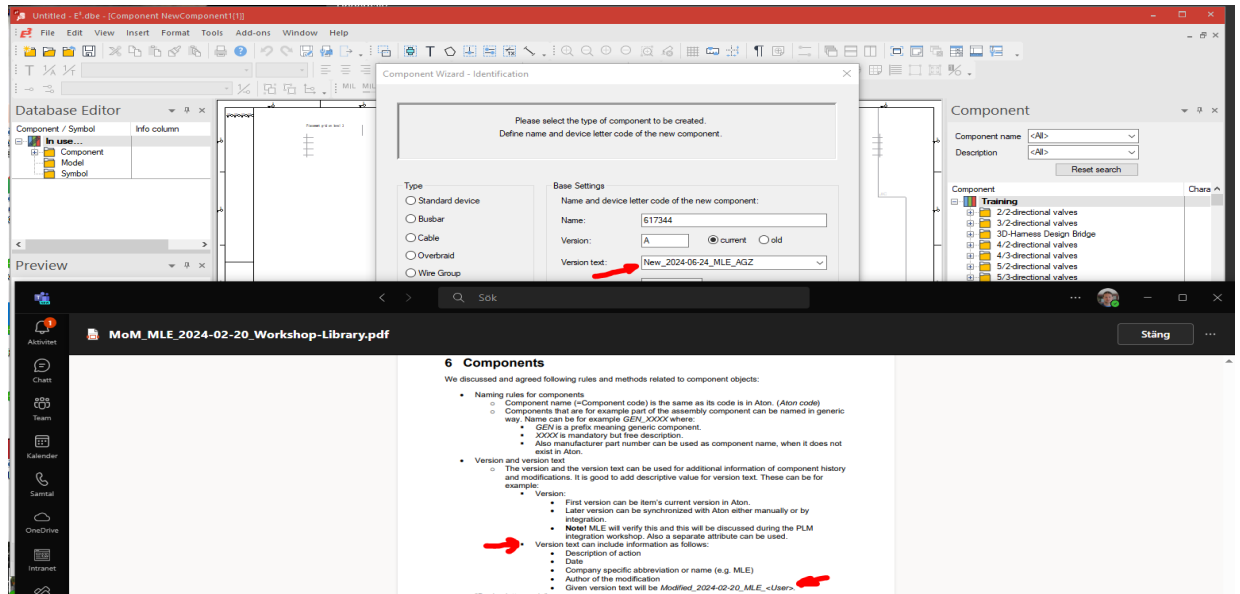 Untitled - E³.dbe - [Component NewComponent1[1]]
File Edit View Insert Format Tools Add-ons Window Help
Database Editor
Component / Symbol Info column
In use...
Component
Model
Symbol
Preview
Component Wizard - Identification
Please select the type of component to be created.
Define name and device letter code of the new component.
Type
Standard device
Busbar
Cable
Overbraid
Wire Group
Base Settings
Name and device letter code of the new component:
Name: 617344
Version: A current old
Version text: New_2024-06-24_MLE_AGZ
Component
Component name <All>
Description <All>
Reset search
Component Chara
Training
2/2-directional valves
3/2-directional valves
3D-Harness Design Bridge
4/2-directional valves
4/3-directional valves
5/2-directional valves
5/3-directional valves
Sök
Aktivitet
Chatt
Team
Kalender
Samtal
OneDrive
Intranet
MoM_MLE_2024-02-20_Workshop-Library.pdf
Stäng
6 Components
We discussed and agreed following rules and methods related to component objects:
• Naming rules for components
o Component name (=Component code) is the same as its code is in Aton. (Aton code)
o Components that are for example part of the assembly component can be named in generic
way. Name can be for example GEN_XXXX where:
▪ GEN is a prefix meaning generic component.
▪ XXXX is mandatory but free description.
▪ Also manufacturer part number can be used as component name, when it does not
exist in Aton.
• Version and version text
o The version and the version text can be used for additional information of component history
and modifications. It is good to add descriptive value for version text. These can be for
example:
▪ Version:
• First version can be item's current version in Aton.
• Later version can be synchronized with Aton either manually or by
integration.
• Note! MLE will verify this and this will be discussed during the PLM
integration workshop. Also a separate attribute can be used.
▪ Version text can include information as follows:
• Description of action
• Date
• Company specific abbreviation or name (e.g. MLE)
• Author of the modification
• Given version text will be Modified_2024-02-20_MLE_<User>.